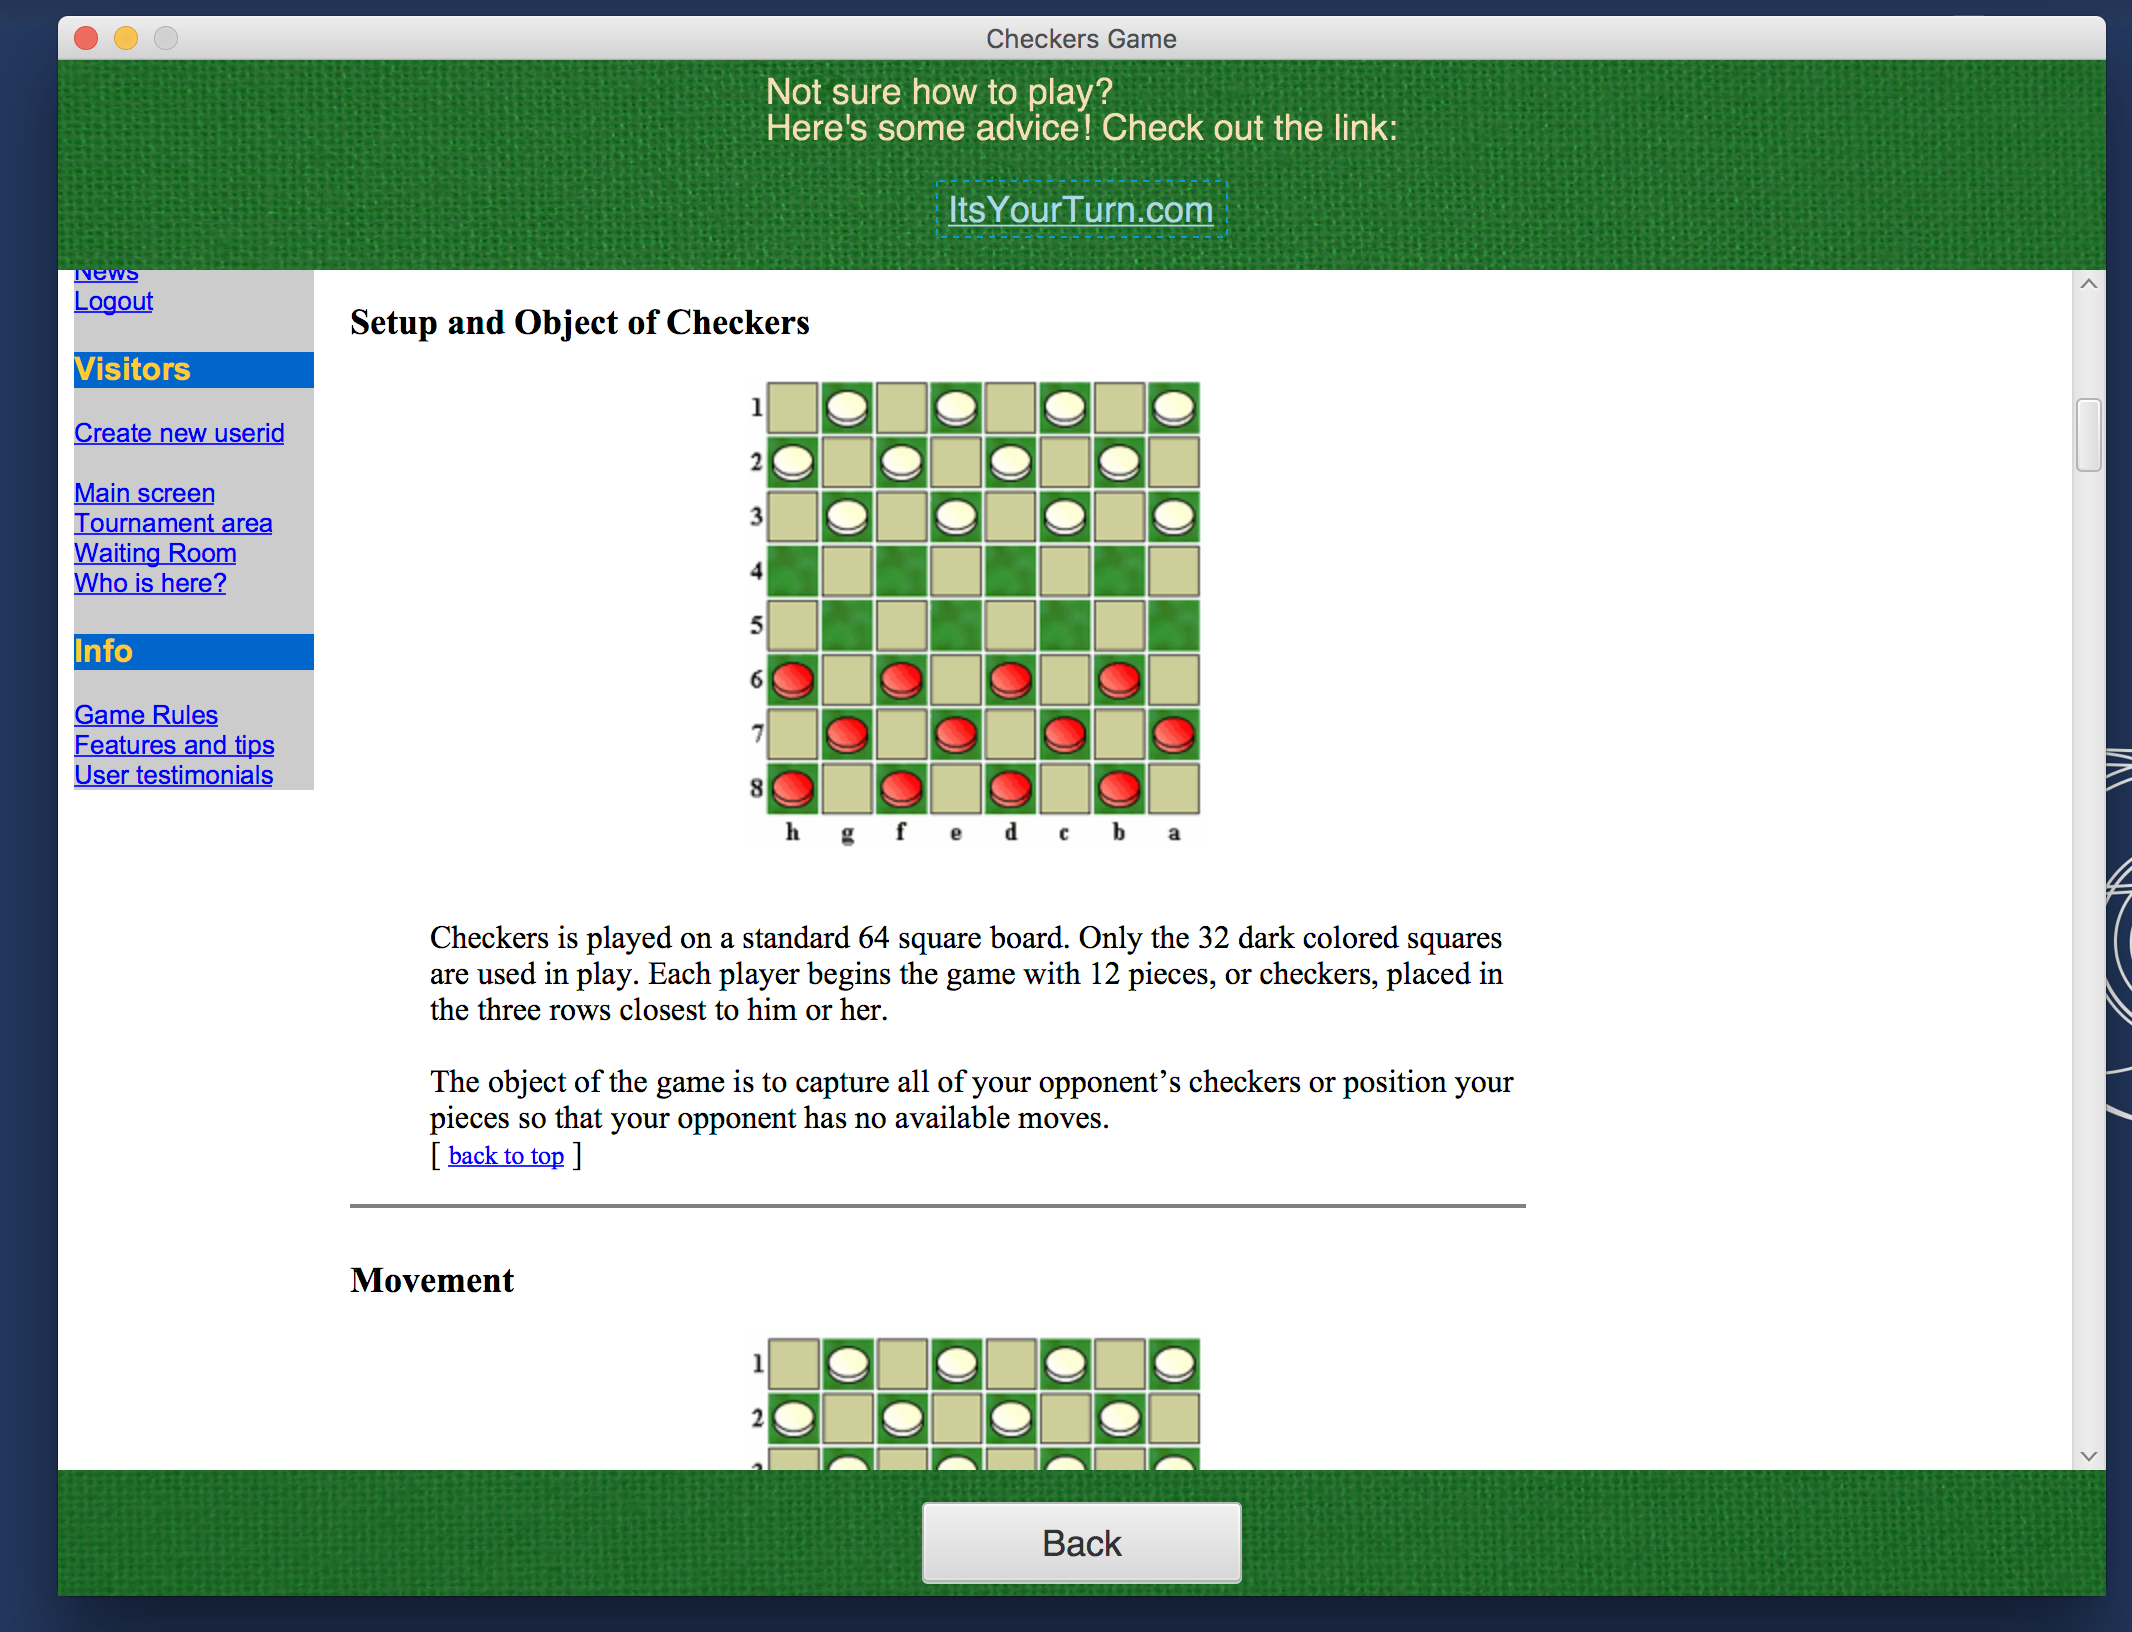 Checkers Game
Not sure how to play?
Here's some advice! Check out the link:
ItsYourTurn.com
News
Logout
Visitors
Create new userid
Main screen
Tournament area
Waiting Room
Who is here?
Info
Game Rules
Features and tips
User testimonials
Setup and Object of Checkers
1
2
3
4
5
6
7
8
h g f e d c b a
Checkers is played on a standard 64 square board. Only the 32 dark colored squares
are used in play. Each player begins the game with 12 pieces, or checkers, placed in
the three rows closest to him or her.
The object of the game is to capture all of your opponent’s checkers or position your
pieces so that your opponent has no available moves.
[ back to top ]
Movement
1
2
3
Back